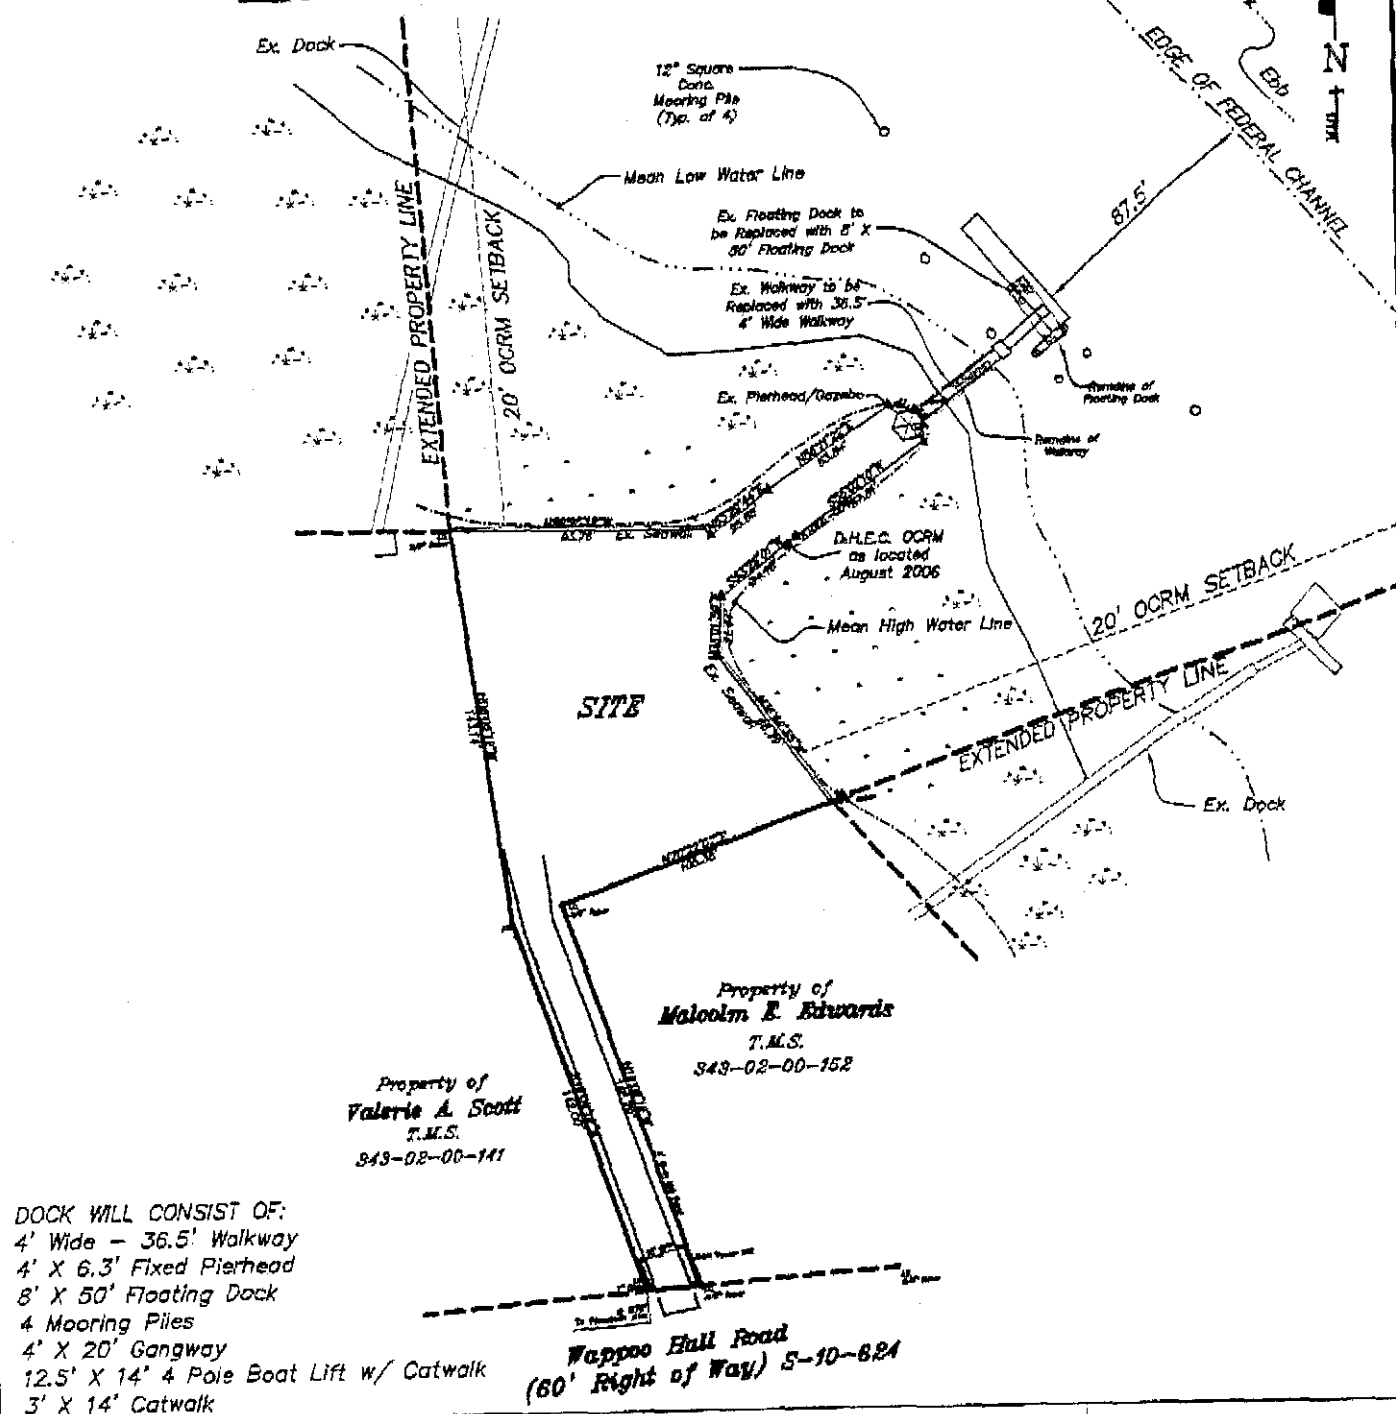 Ex. Dock
12" Square
Conc.
Mooring Pile
(Typ. of 4)
Mean Low Water Line
Ex. Floating Dock to
be Replaced with 8' X
50' Floating Dock
Ex. Walkway to be
Replaced with 36.5'
4' Wide Walkway
Ex. Pierhead/Gazebo
EXTENDED PROPERTY LINE
20' OCRM SETBACK
EDGE OF FEDERAL CHANNEL
Ebb
N
87.5'
Remains of
Floating Dock
Remains of
Walkway
Ex. Seawall
D.H.E.C. OCRM
as located
August 2006
Mean High Water Line
Ex. Seawall
20' OCRM SETBACK
EXTENDED PROPERTY LINE
Ex. Dock
SITE
Property of
Malcolm E. Edwards
T.M.S.
343-02-00-152
Property of
Valerie A. Scott
T.M.S.
343-02-00-141
DOCK WILL CONSIST OF:
4' Wide - 36.5' Walkway
4' X 6.3' Fixed Pierhead
8' X 50' Floating Dock
4 Mooring Piles
4' X 20' Gangway
12.5' X 14' 4 Pole Boat Lift w/ Catwalk
3' X 14' Catwalk
Wappoo Hall Road
(60' Right of Way) S-10-624